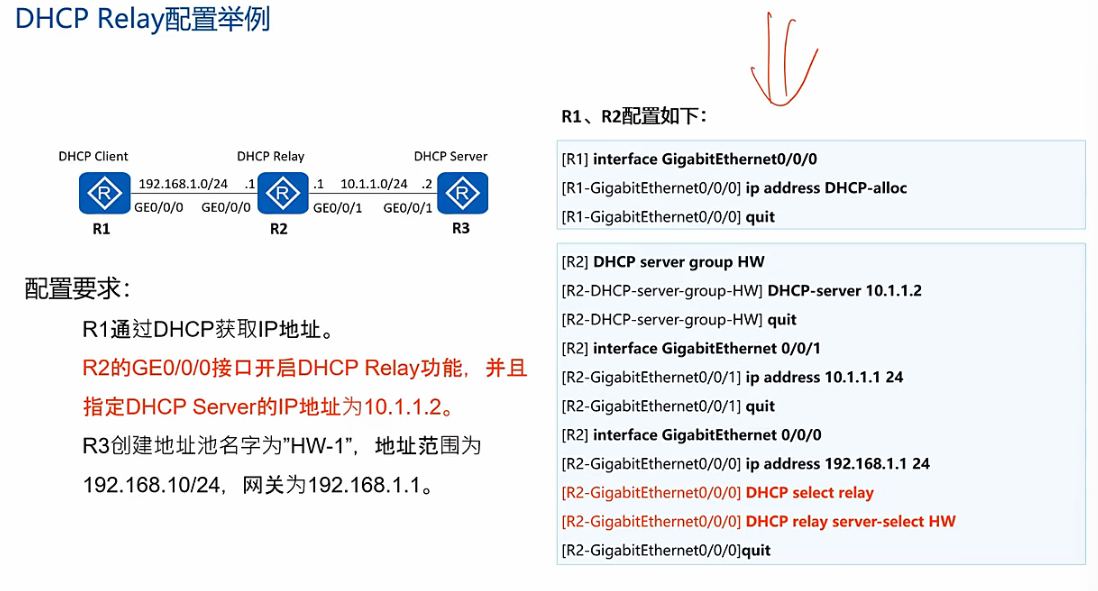 DHCP Relay配置举例
DHCP Client
DHCP Relay
DHCP Server
192.168.1.0/24
.1
.1
10.1.1.0/24
.2
GE0/0/0
GE0/0/0
GE0/0/1
GE0/0/1
R
R
R
R1
R2
R3
配置要求：
R1通过DHCP获取IP地址。
R2的GE0/0/0接口开启DHCP Relay功能，并且
指定DHCP Server的IP地址为10.1.1.2。
R3创建地址池名字为”HW-1”，地址范围为
192.168.10/24，网关为192.168.1.1。
R1、R2配置如下：
[R1] interface GigabitEthernet0/0/0
[R1-GigabitEthernet0/0/0] ip address DHCP-alloc
[R1-GigabitEthernet0/0/0] quit
[R2] DHCP server group HW
[R2-DHCP-server-group-HW] DHCP-server 10.1.1.2
[R2-DHCP-server-group-HW] quit
[R2] interface GigabitEthernet 0/0/1
[R2-GigabitEthernet0/0/1] ip address 10.1.1.1 24
[R2-GigabitEthernet0/0/1] quit
[R2] interface GigabitEthernet 0/0/0
[R2-GigabitEthernet0/0/0] ip address 192.168.1.1 24
[R2-GigabitEthernet0/0/0] DHCP select relay
[R2-GigabitEthernet0/0/0] DHCP relay server-select HW
[R2-GigabitEthernet0/0/0]quit